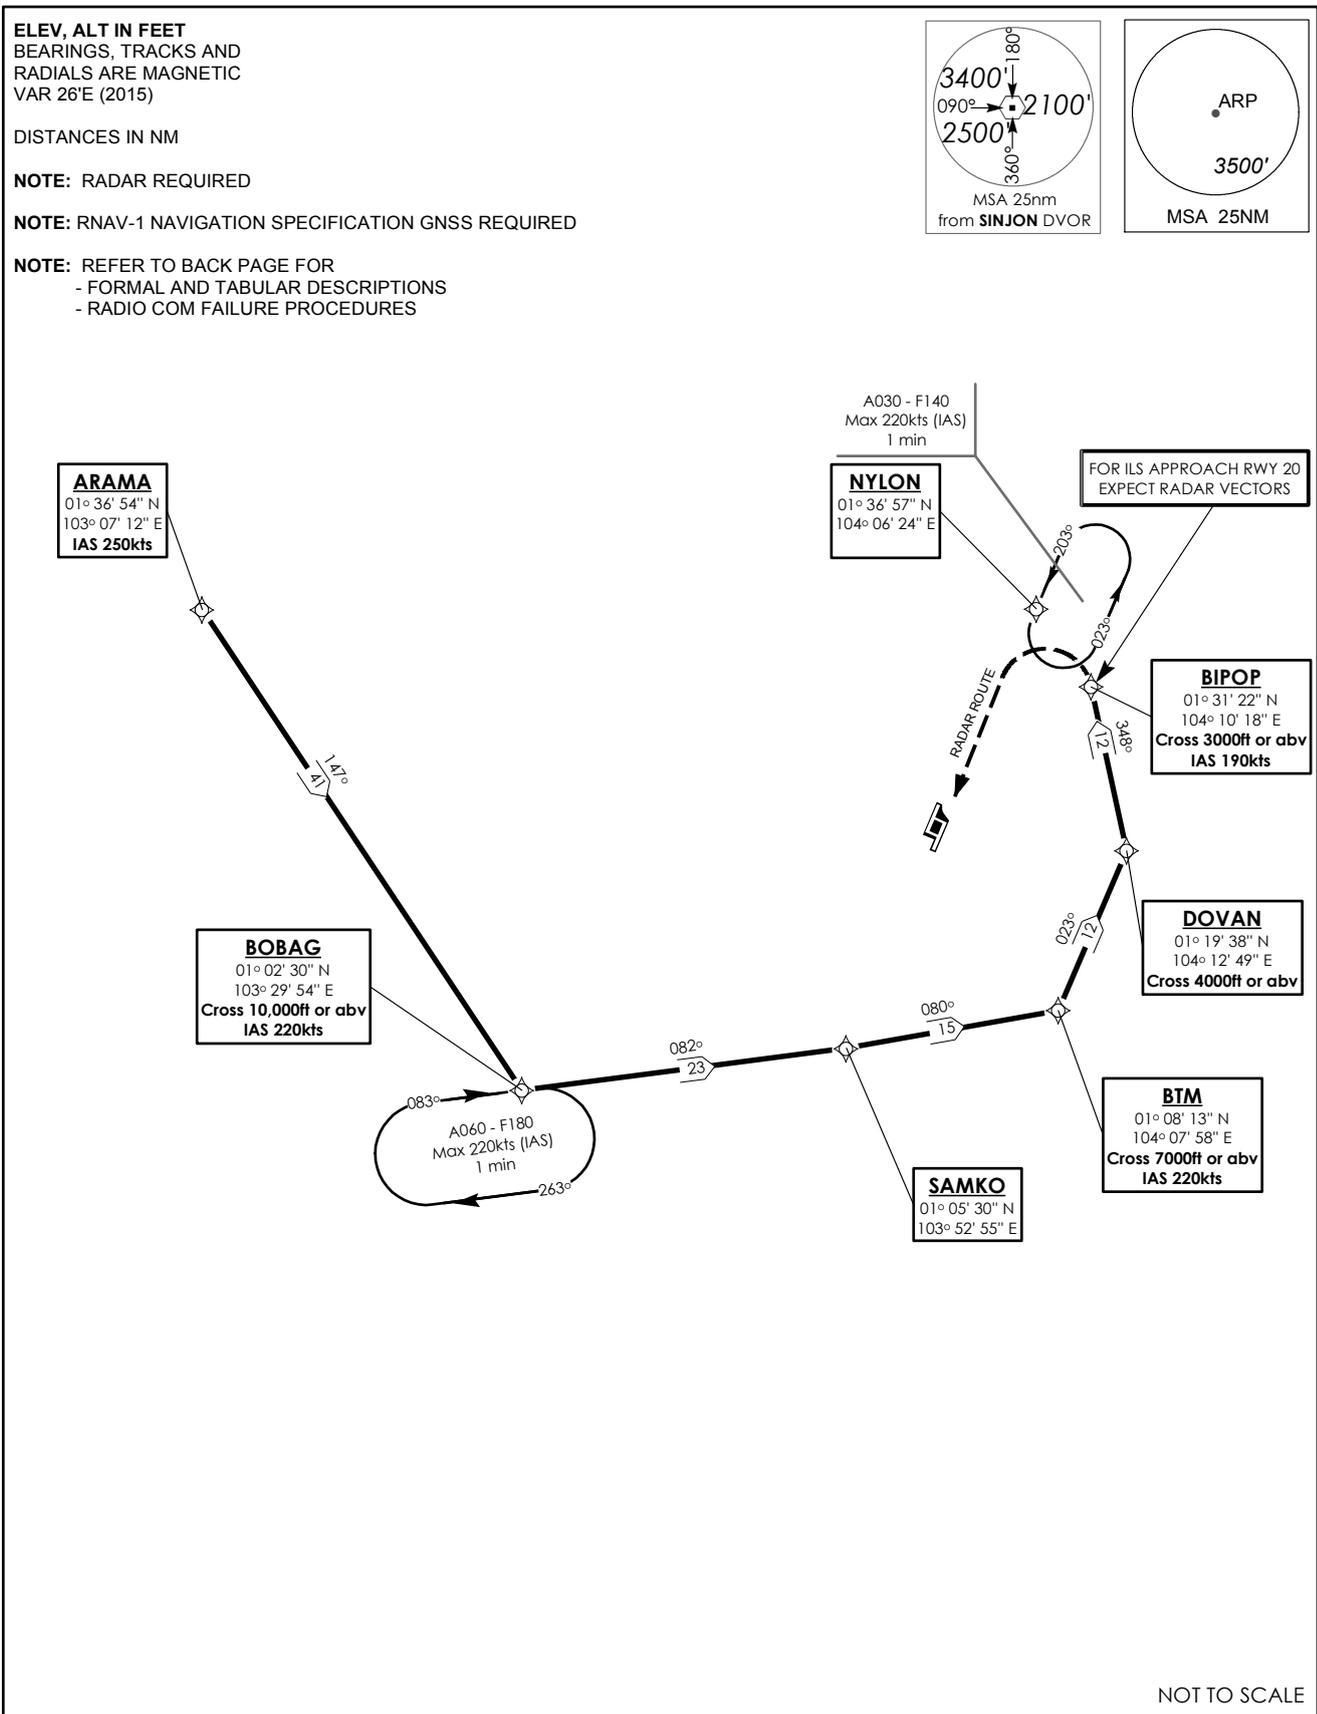 ELEV, ALT IN FEET
BEARINGS, TRACKS AND
RADIALS ARE MAGNETIC
VAR 26'E (2015)
DISTANCES IN NM
NOTE: RADAR REQUIRED
NOTE: RNAV-1 NAVIGATION SPECIFICATION GNSS REQUIRED
NOTE: REFER TO BACK PAGE FOR
- FORMAL AND TABULAR DESCRIPTIONS
- RADIO COM FAILURE PROCEDURES
180°
3400'
090°
2100'
2500'
360°
MSA 25nm
from SINJON DVOR
ARP
3500'
MSA 25NM
A030 - F140
Max 220kts (IAS)
1 min
FOR ILS APPROACH RWY 20
EXPECT RADAR VECTORS
ARAMA
01° 36' 54" N
103° 07' 12" E
IAS 250kts
NYLON
01° 36' 57" N
104° 06' 24" E
203°
023°
RADAR ROUTE
BIPOP
01° 31' 22" N
104° 10' 18" E
Cross 3000ft or abv
IAS 190kts
348°
12
147°
41
DOVAN
01° 19' 38" N
104° 12' 49" E
Cross 4000ft or abv
023°
12
BOBAG
01° 02' 30" N
103° 29' 54" E
Cross 10,000ft or abv
IAS 220kts
080°
15
082°
23
083°
A060 - F180
Max 220kts (IAS)
1 min
263°
BTM
01° 08' 13" N
104° 07' 58" E
Cross 7000ft or abv
IAS 220kts
SAMKO
01° 05' 30" N
103° 52' 55" E
NOT TO SCALE